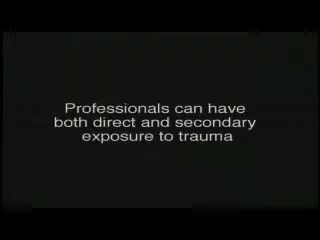 Professionals can have
both direct and secondary
exposure to trauma